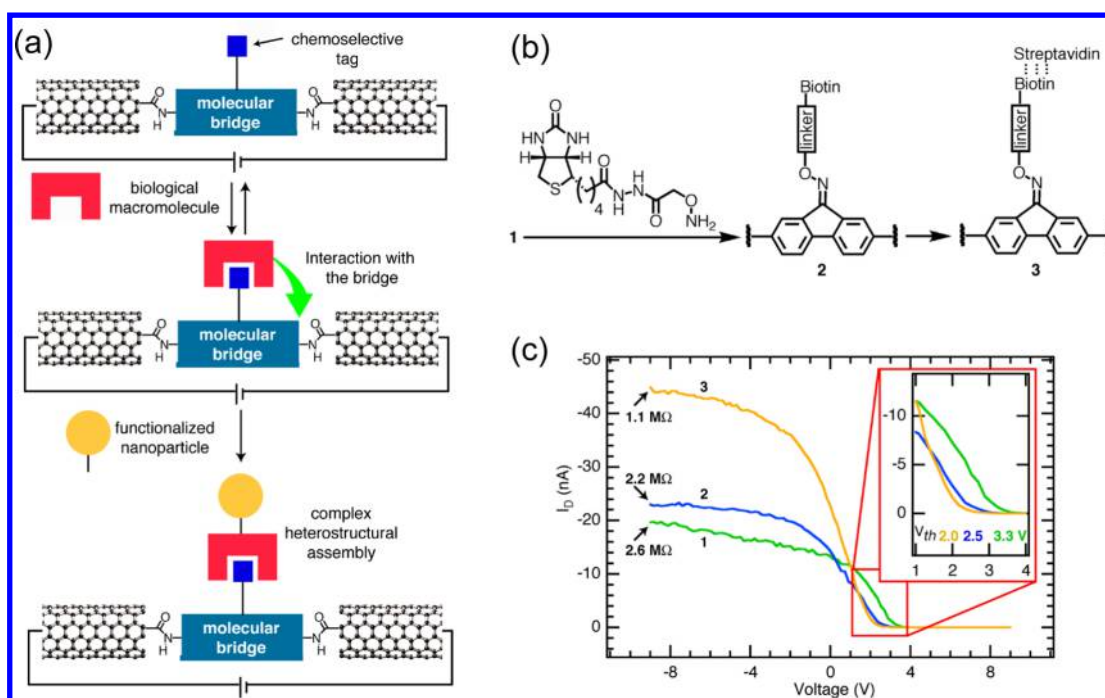 (a)
chemoselective
tag
O
N
H
molecular
bridge
O
N
H
biological
macromolecule
Interaction with
the bridge
O
N
H
molecular
bridge
O
N
H
functionalized
nanoparticle
complex
heterostructural
assembly
O
N
H
molecular
bridge
O
N
H
(b)
O
HN NH
H H
S
4
O
H
N
N
H
O
O
NH2
1
Biotin
linker
O
N
2
Streptavidin
Biotin
linker
O
N
3
(c)
-50
-40
-30
-20
-10
0
I_D (nA)
3
1.1 MΩ
2.2 MΩ
2
2.6 MΩ
1
-8 -4 0 4 8
Voltage (V)
-10
-5
0
V_th 2.0 2.5 3.3 V
1 2 3 4